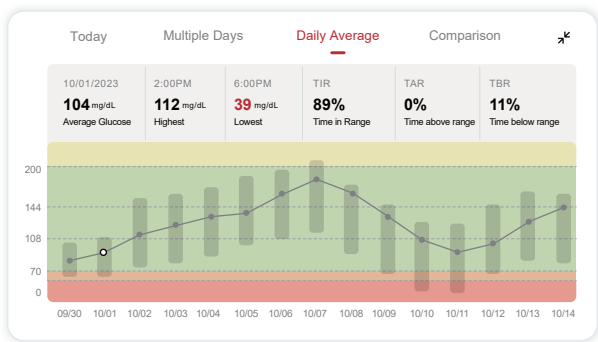 Today Multiple Days Daily Average Comparison
10/01/2023 2:00PM 6:00PM TIR TAR TBR
104 mg/dL 112 mg/dL 39 mg/dL 89% 0% 11%
Average Glucose Highest Lowest Time in Range Time above range Time below range
200
144
108
70
0
09/30 10/01 10/02 10/03 10/04 10/05 10/06 10/07 10/08 10/09 10/10 10/11 10/12 10/13 10/14